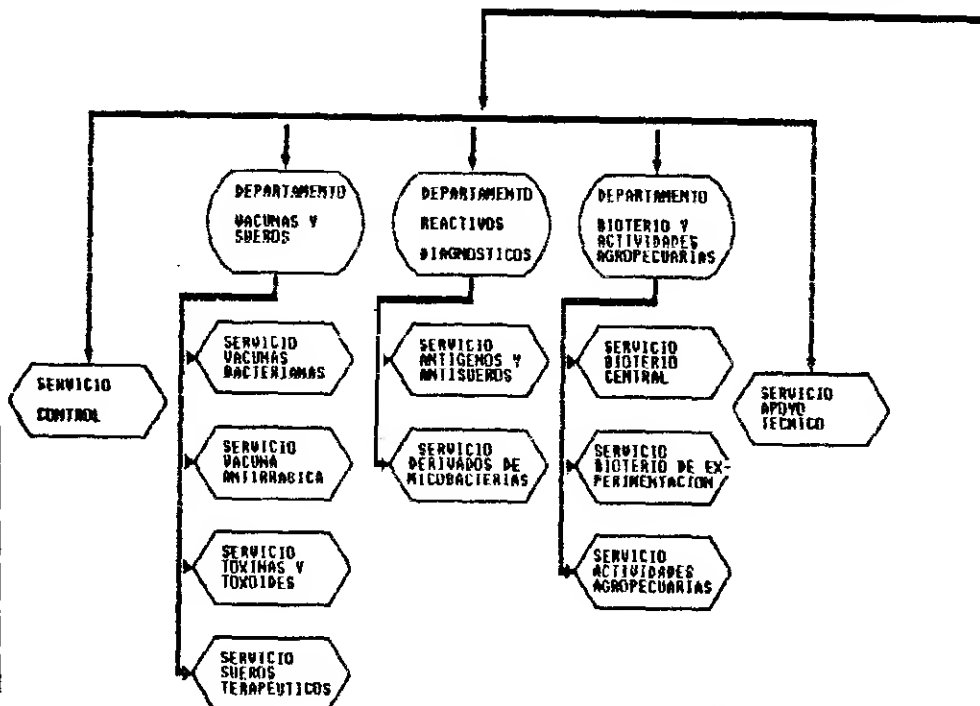 DEPARTAMENTO
VACUNAS Y
SUEROS
DEPARTAMENTO
REACTIVOS
DIAGNOSTICOS
DEPARTAMENTO
BIOTERIO Y
ACTIVIDADES
AGROPECUARIAS
SERVICIO
CONTROL
SERVICIO
VACUNAS
BACTERIANAS
SERVICIO
VACUNA
ANTIRRABICA
SERVICIO
TOXINAS Y
TOXOIDES
SERVICIO
SUEROS
TERAPEUTICOS
SERVICIO
ANTIGENOS Y
ANTISUEROS
SERVICIO
DERIVADOS DE
MICOBACTERIAS
SERVICIO
BIOTERIO
CENTRAL
SERVICIO
BIOTERIO DE EX-
PERIMENTACION
SERVICIO
ACTIVIDADES
AGROPECUARIAS
SERVICIO
APOYO
TECNICO